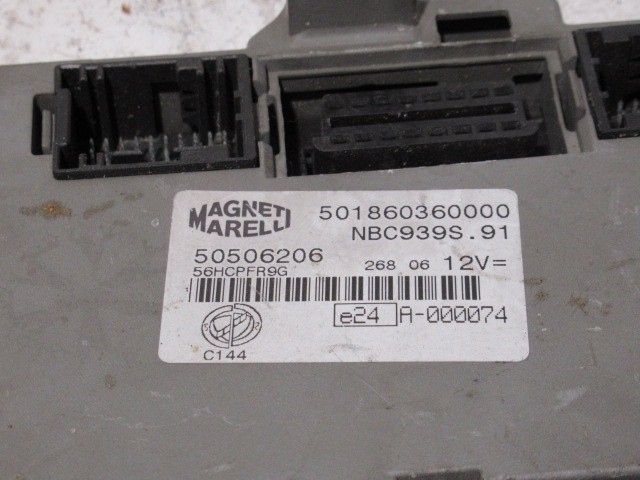 MAGNETI
MARELLI
501860360000
NBC939S.91
50506206
56HCPFR9G
268 06 12V=
e24 A-000074
C144